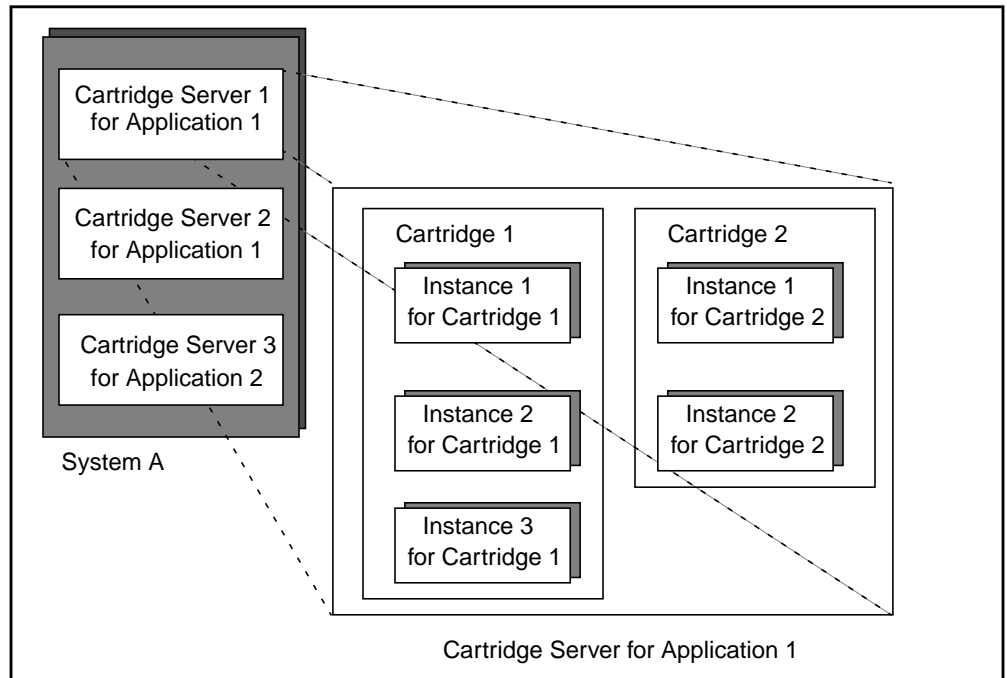 Cartridge Server 1
for Application 1
Cartridge Server 2
for Application 1
Cartridge Server 3
for Application 2
System A
Cartridge 1
Instance 1
for Cartridge 1
Instance 2
for Cartridge 1
Instance 3
for Cartridge 1
Cartridge 2
Instance 1
for Cartridge 2
Instance 2
for Cartridge 2
Cartridge Server for Application 1